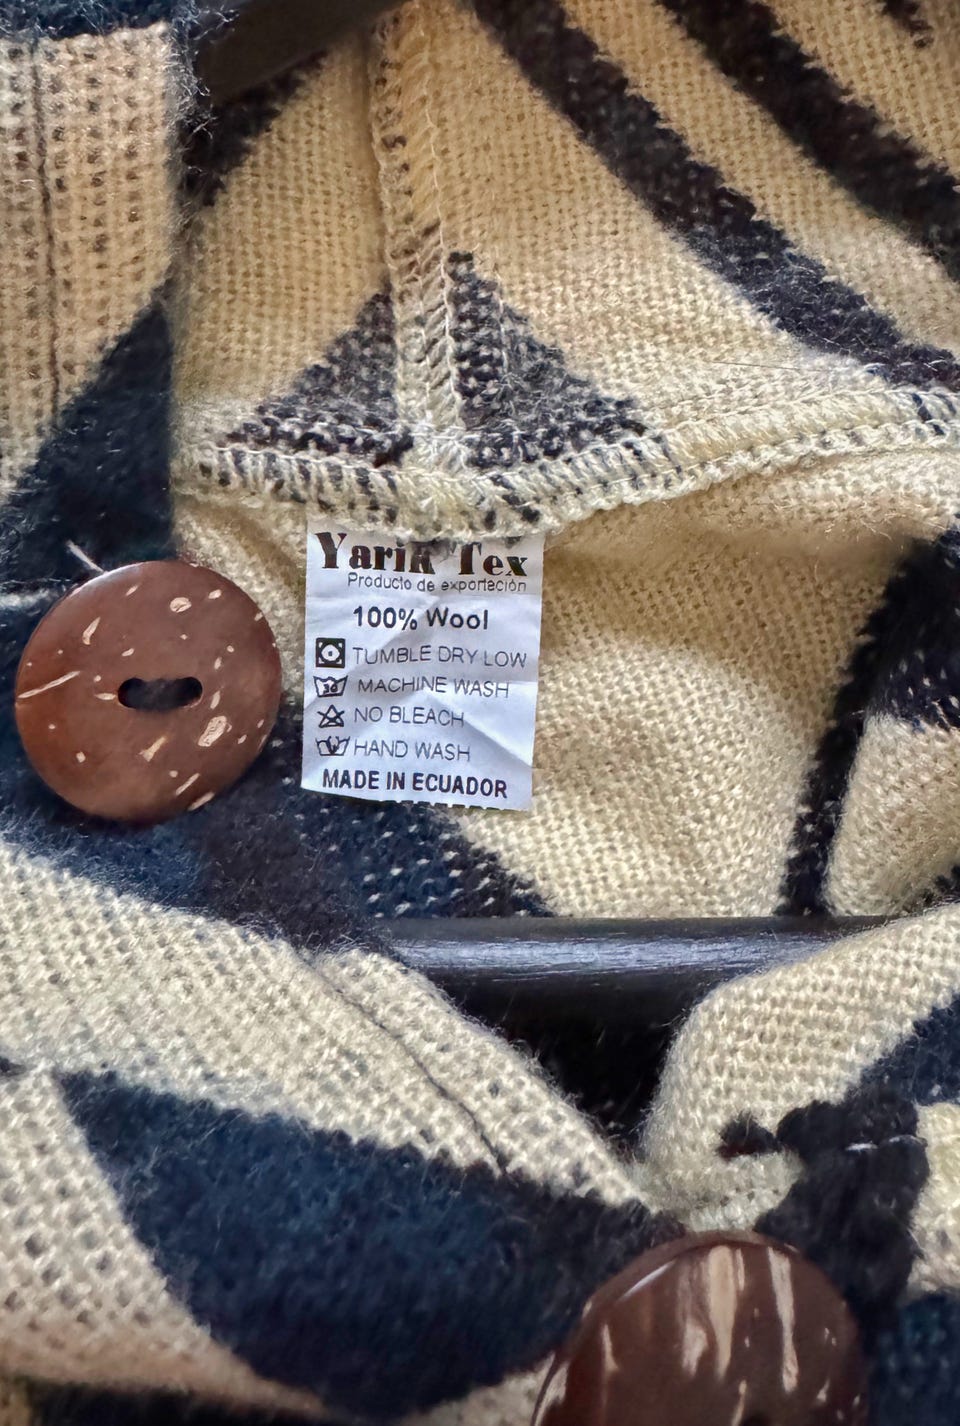 Yarik Tex
Producto de exportación
100% Wool
TUMBLE DRY LOW
30 MACHINE WASH
NO BLEACH
HAND WASH
MADE IN ECUADOR